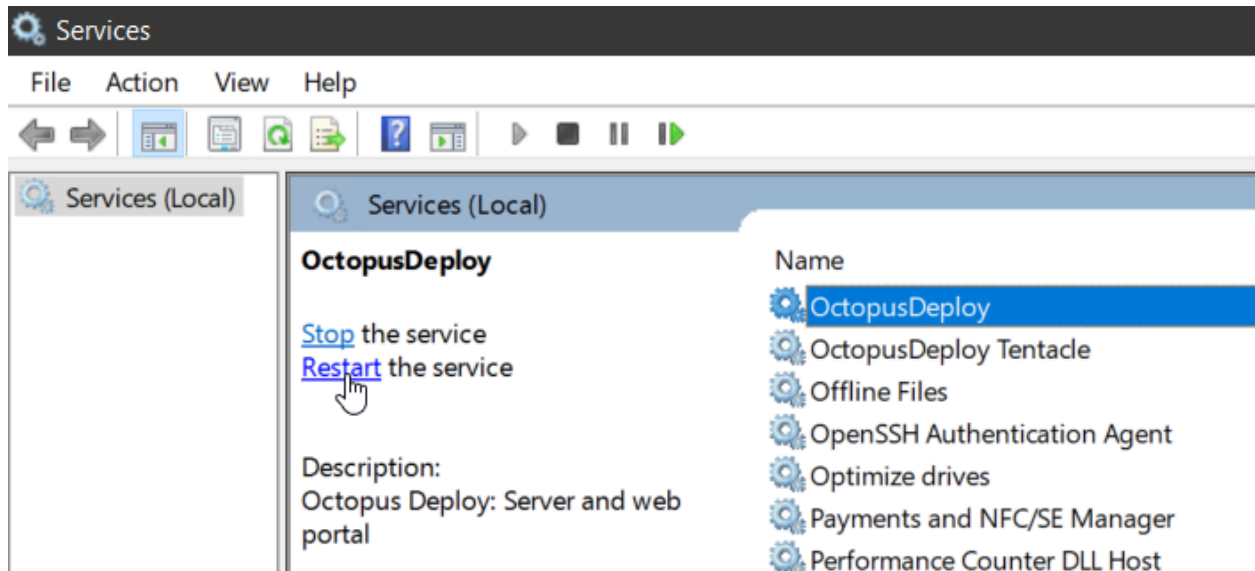 Services
File Action View Help
Services (Local)
Services (Local)
OctopusDeploy
Stop the service
Restart the service
Description:
Octopus Deploy: Server and web
portal
Name
OctopusDeploy
OctopusDeploy Tentacle
Offline Files
OpenSSH Authentication Agent
Optimize drives
Payments and NFC/SE Manager
Performance Counter DLL Host